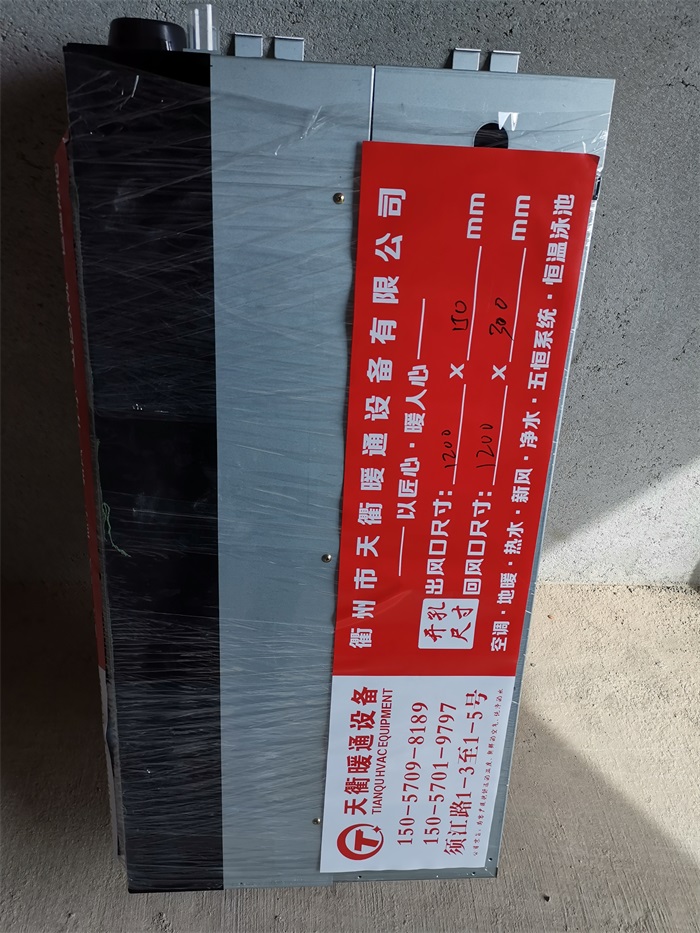 衢州市天衢暖通设备有限公司
以匠心·暖人心
开孔尺寸
出风口尺寸: 1200 X 150 mm
回风口尺寸: 1200 X 300 mm
空调·地暖·热水·新风·净水·五恒系统·恒温泳池
天衢暖通设备
TIANQUHVACEQUIPMENT
150-5709-8189
150-5701-9797
须江路1-3至1-5号